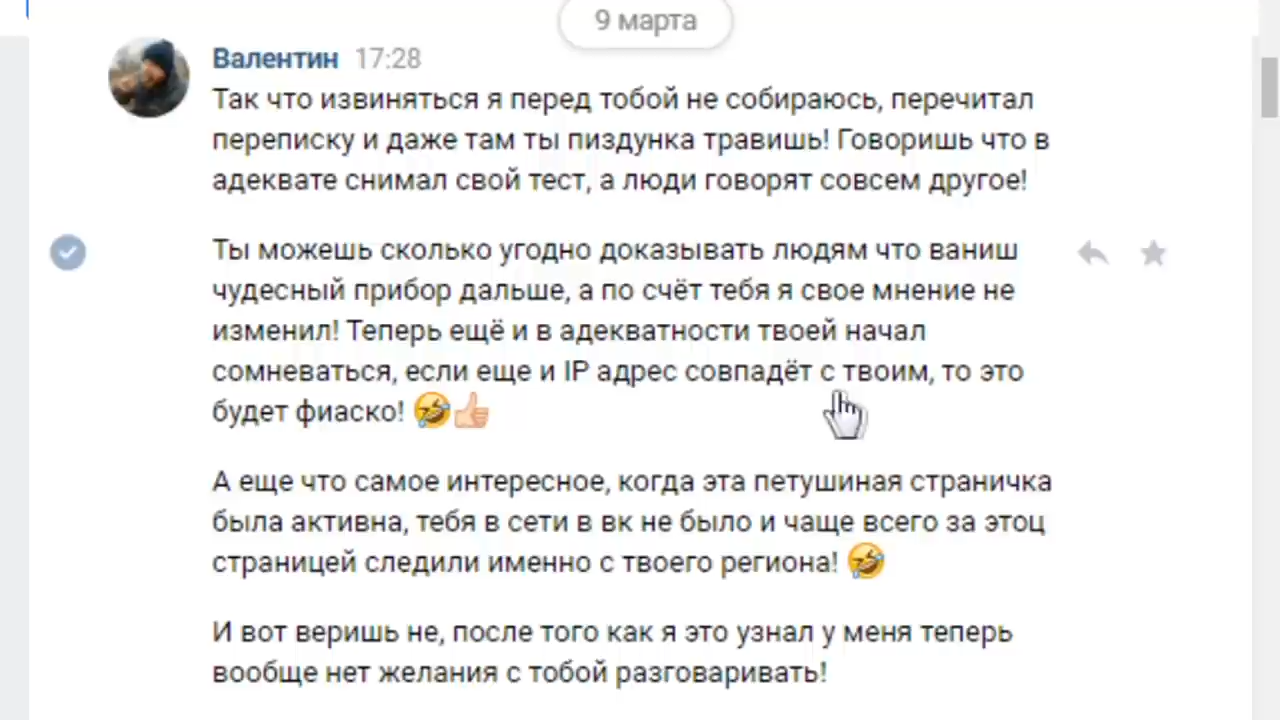 9 марта
Валентин 17:28
Так что извиняться я перед тобой не собираюсь, перечитал
переписку и даже там ты пиздунка травишь! Говоришь что в
адеквате снимал свой тест, а люди говорят совсем другое!
Ты можешь сколько угодно доказывать людям что ваниш
чудесный прибор дальше, а по счёт тебя я свое мнение не
изменил! Теперь ещё и в адекватности твоей начал
сомневаться, если еще и IP адрес совпадёт с твоим, то это
будет фиаско! 🤣👍🏻
А еще что самое интересное, когда эта петушиная страничка
была активна, тебя в сети в вк не было и чаще всего за этоц
страницей следили именно с твоего региона! 🤣
И вот веришь не, после того как я это узнал у меня теперь
вообще нет желания с тобой разговаривать!